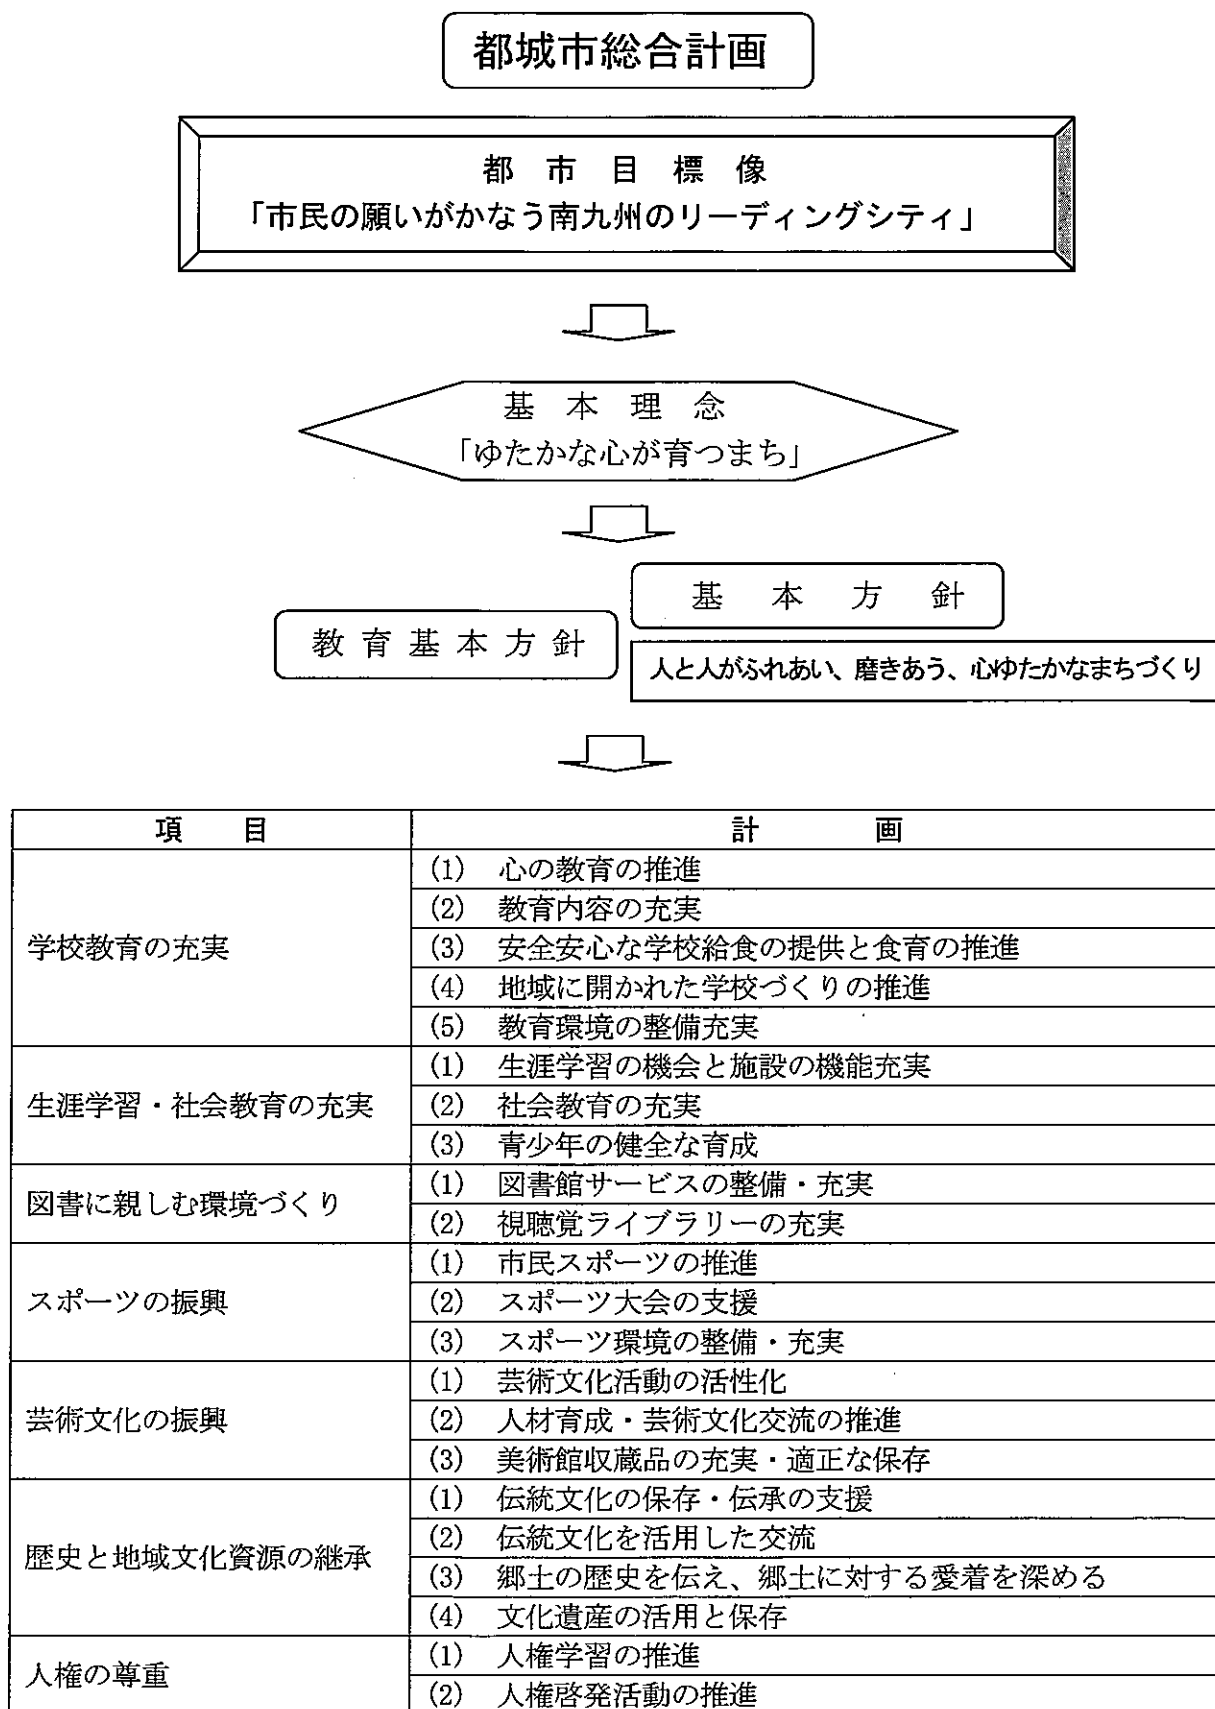 都城市総合計画
都市目標像
「市民の願いがかなう南九州のリーディングシティ」
基本理念
「ゆたかな心が育つまち」
基本方針
教育基本方針
人と人がふれあい、磨きあう、心ゆたかなまちづくり
項目 計画
学校教育の充実
(1) 心の教育の推進
(2) 教育内容の充実
(3) 安全安心な学校給食の提供と食育の推進
(4) 地域に開かれた学校づくりの推進
(5) 教育環境の整備充実
生涯学習・社会教育の充実
(1) 生涯学習の機会と施設の機能充実
(2) 社会教育の充実
(3) 青少年の健全な育成
図書に親しむ環境づくり
(1) 図書館サービスの整備・充実
(2) 視聴覚ライブラリーの充実
スポーツの振興
(1) 市民スポーツの推進
(2) スポーツ大会の支援
(3) スポーツ環境の整備・充実
芸術文化の振興
(1) 芸術文化活動の活性化
(2) 人材育成・芸術文化交流の推進
(3) 美術館収蔵品の充実・適正な保存
歴史と地域文化資源の継承
(1) 伝統文化の保存・伝承の支援
(2) 伝統文化を活用した交流
(3) 郷土の歴史を伝え、郷土に対する愛着を深める
(4) 文化遺産の活用と保存
人権の尊重
(1) 人権学習の推進
(2) 人権啓発活動の推進